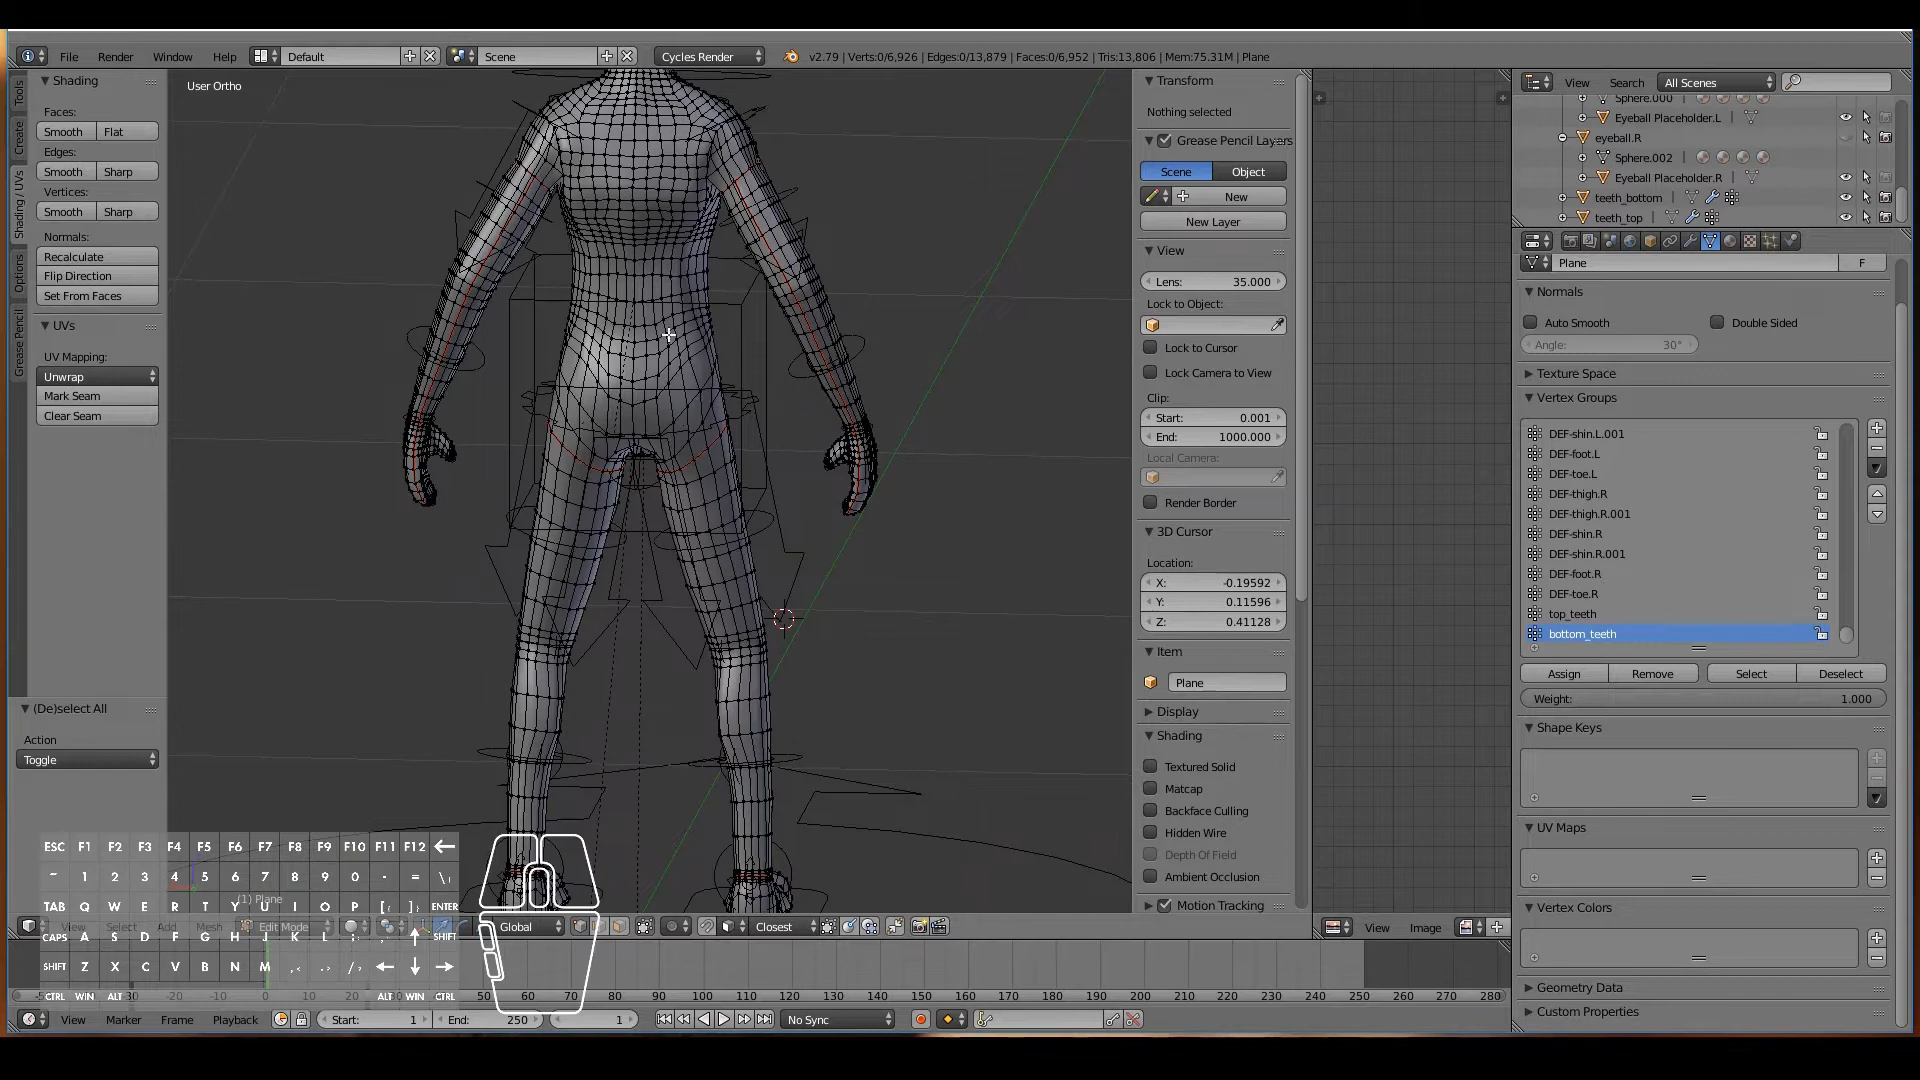 File Render Window Help Default Scene Cycles Render v2.79 | Verts:0/6,926 | Edges:0/13,879 | Faces:0/6,952 | Tris:13,806 | Mem:75.31M | Plane
Tools
Create
Shading / UVs
Options
Grease Pencil
Shading
Faces:
Smooth Flat
Edges:
Smooth Sharp
Vertices:
Smooth Sharp
Normals:
Recalculate
Flip Direction
Set From Faces
UVs
UV Mapping:
Unwrap
Mark Seam
Clear Seam
(De)select All
Action
Toggle
User Ortho
(1) Plane
Transform
Nothing selected
Grease Pencil Layers
Scene Object
New
New Layer
View
Lens: 35.000
Lock to Object:
Lock to Cursor
Lock Camera to View
Clip:
Start: 0.001
End: 1000.000
Local Camera:
Render Border
3D Cursor
Location:
X: -0.19592
Y: 0.11596
Z: 0.41128
Item
Plane
Display
Shading
Textured Solid
Matcap
Backface Culling
Hidden Wire
Depth Of Field
Ambient Occlusion
Motion Tracking
View Search All Scenes
Sphere.000
Eyeball Placeholder.L
eyeball.R
Sphere.002
Eyeball Placeholder.R
teeth_bottom
teeth_top
Plane F
Normals
Auto Smooth Double Sided
Angle: 30°
Texture Space
Vertex Groups
DEF-shin.L.001
DEF-foot.L
DEF-toe.L
DEF-thigh.R
DEF-thigh.R.001
DEF-shin.R
DEF-shin.R.001
DEF-foot.R
DEF-toe.R
top_teeth
bottom_teeth
Assign Remove Select Deselect
Weight: 1.000
Shape Keys
UV Maps
Vertex Colors
Geometry Data
Custom Properties
ESC F1 F2 F3 F4 F5 F6 F7 F8 F9 F10 F11 F12
~ 1 2 3 4 5 6 7 8 9 0 - = \|
TAB Q W E R T Y U I O P [{ ]} ENTER
View Select Add Mesh Edit Mode Global Closest View Image
CAPS A S D F G H J K L SHIFT
SHIFT Z X C V B N M ,< .> /?
CTRL WIN ALT ALT WIN CTRL
-20 -10 0 10 20 50 60 70 80 90 100 110 120 130 140 150 160 170 180 190 200 210 220 230 240 250 260 270 280
View Marker Frame Playback Start: 1 End: 250 1 No Sync